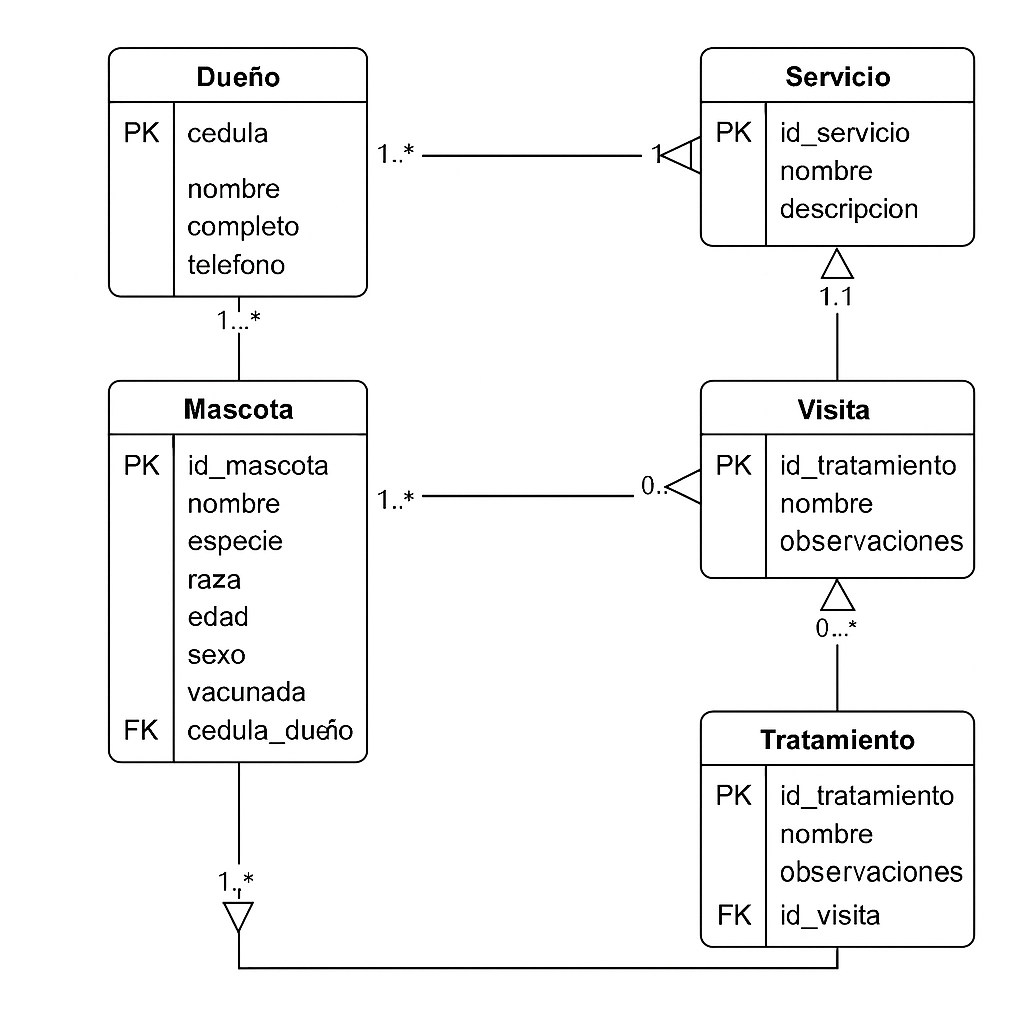 Dueño
PK cedula
nombre
completo
telefono
1..*
1
Servicio
PK id_servicio
nombre
descripcion
1...*
1.1
Mascota
PK id_mascota
nombre
especie
raza
edad
sexo
vacunada
FK cedula_dueño
1..*
0..
Visita
PK id_tratamiento
nombre
observaciones
0...*
Tratamiento
PK id_tratamiento
nombre
observaciones
FK id_visita
1..*